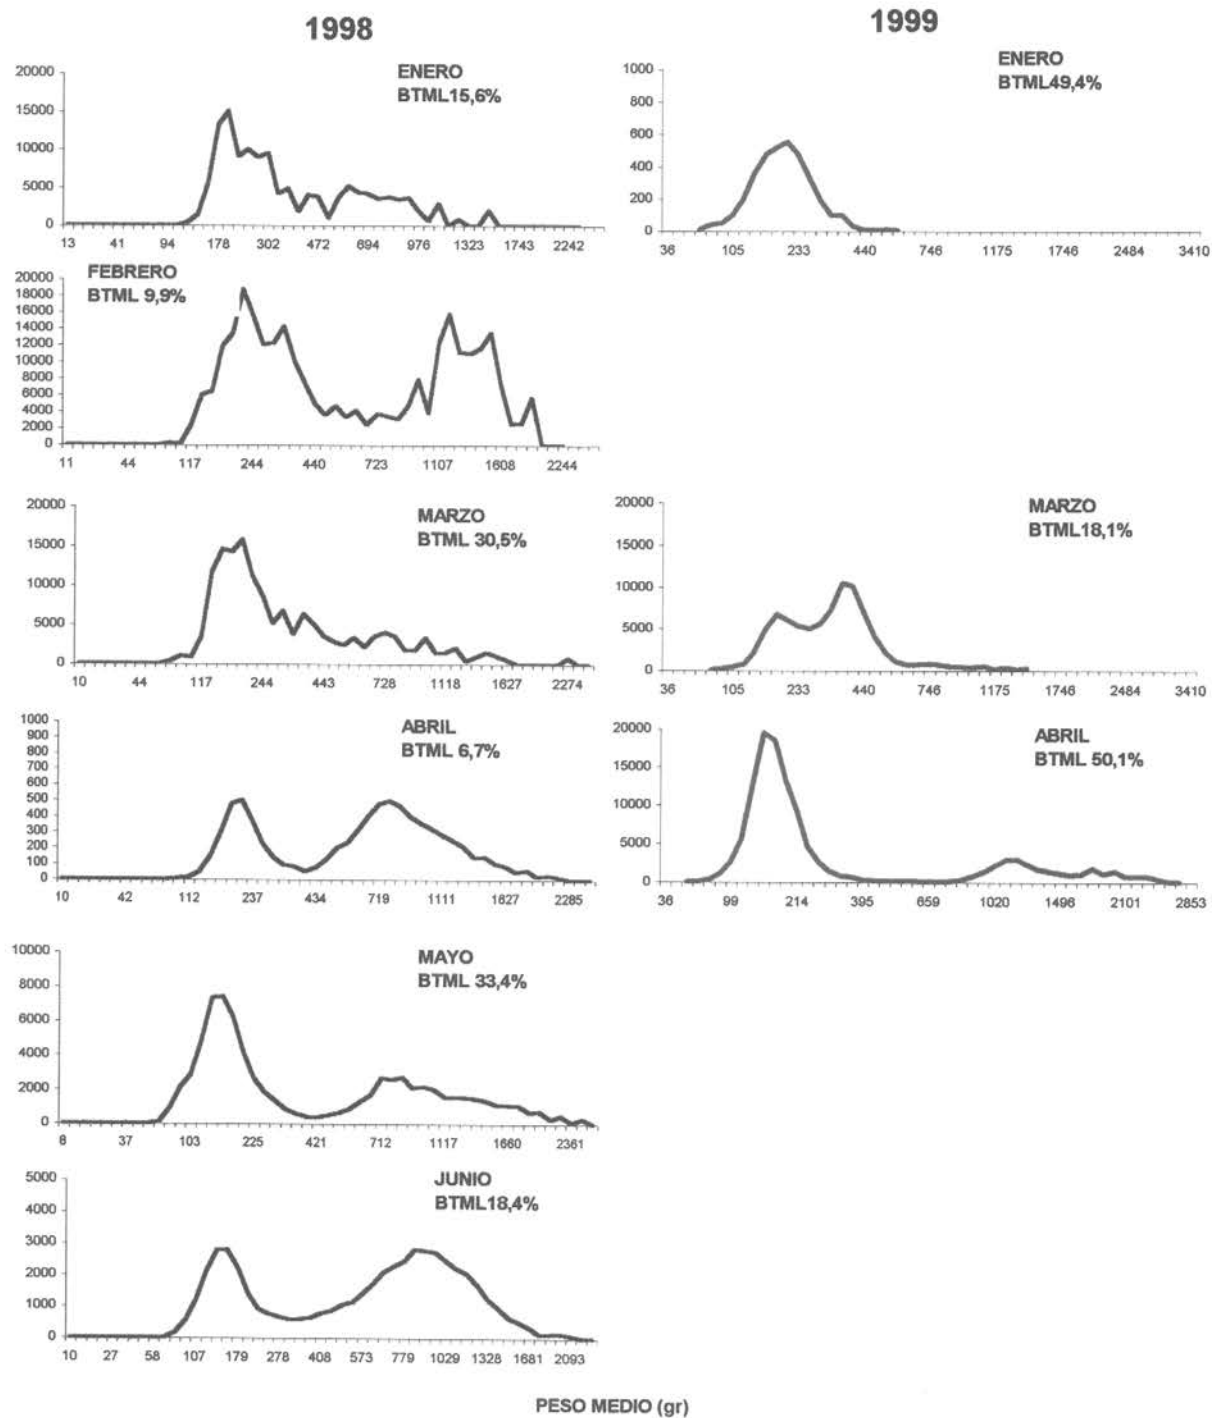 1998
1999
ENERO
BTML15,6%
20000
15000
10000
5000
0
13 41 94 178 302 472 694 976 1323 1743 2242
ENERO
BTML49,4%
1000
800
600
400
200
0
36 105 233 440 746 1175 1746 2484 3410
FEBRERO
BTML 9,9%
20000
18000
16000
14000
12000
10000
8000
6000
4000
2000
0
11 44 117 244 440 723 1107 1608 2244
MARZO
BTML 30,5%
20000
15000
10000
5000
0
10 44 117 244 443 728 1118 1627 2274
MARZO
BTML18,1%
20000
15000
10000
5000
0
36 105 233 440 746 1175 1746 2484 3410
ABRIL
BTML 6,7%
1000
900
800
700
600
500
400
300
200
100
0
10 42 112 237 434 719 1111 1627 2285
ABRIL
BTML 50,1%
20000
15000
10000
5000
0
36 99 214 395 659 1020 1496 2101 2853
MAYO
BTML 33,4%
10000
8000
6000
4000
2000
0
8 37 103 225 421 712 1117 1660 2361
JUNIO
BTML18,4%
5000
4000
3000
2000
1000
0
10 27 58 107 179 278 408 573 779 1029 1328 1681 2093
PESO MEDIO (gr)